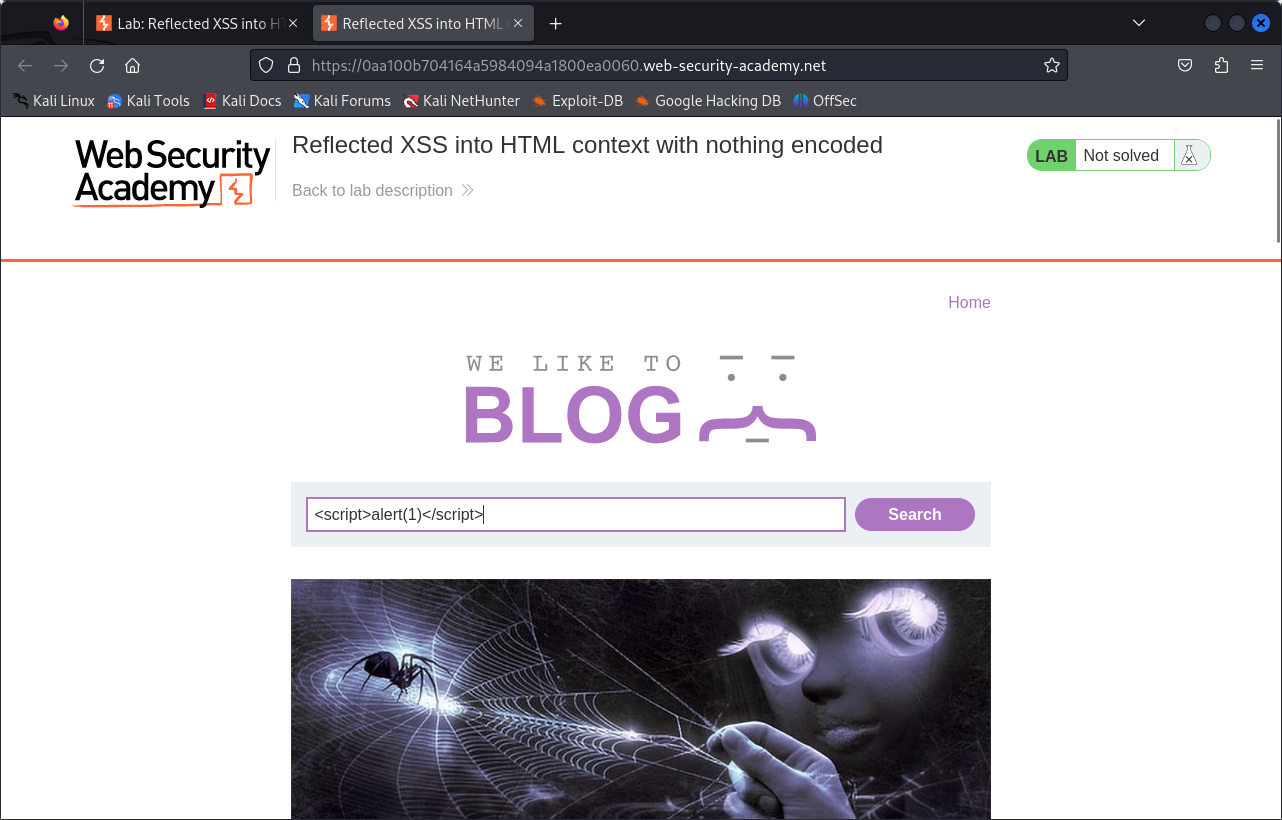 Lab: Reflected XSS into H
Reflected XSS into HTML
https://0aa100b704164a5984094a1800ea0060.web-security-academy.net
Kali Linux Kali Tools Kali Docs Kali Forums Kali NetHunter Exploit-DB Google Hacking DB OffSec
WebSecurity
Academy
Reflected XSS into HTML context with nothing encoded
Back to lab description
LAB Not solved
Home
WE LIKE TO
BLOG
<script>alert(1)</script>
Search